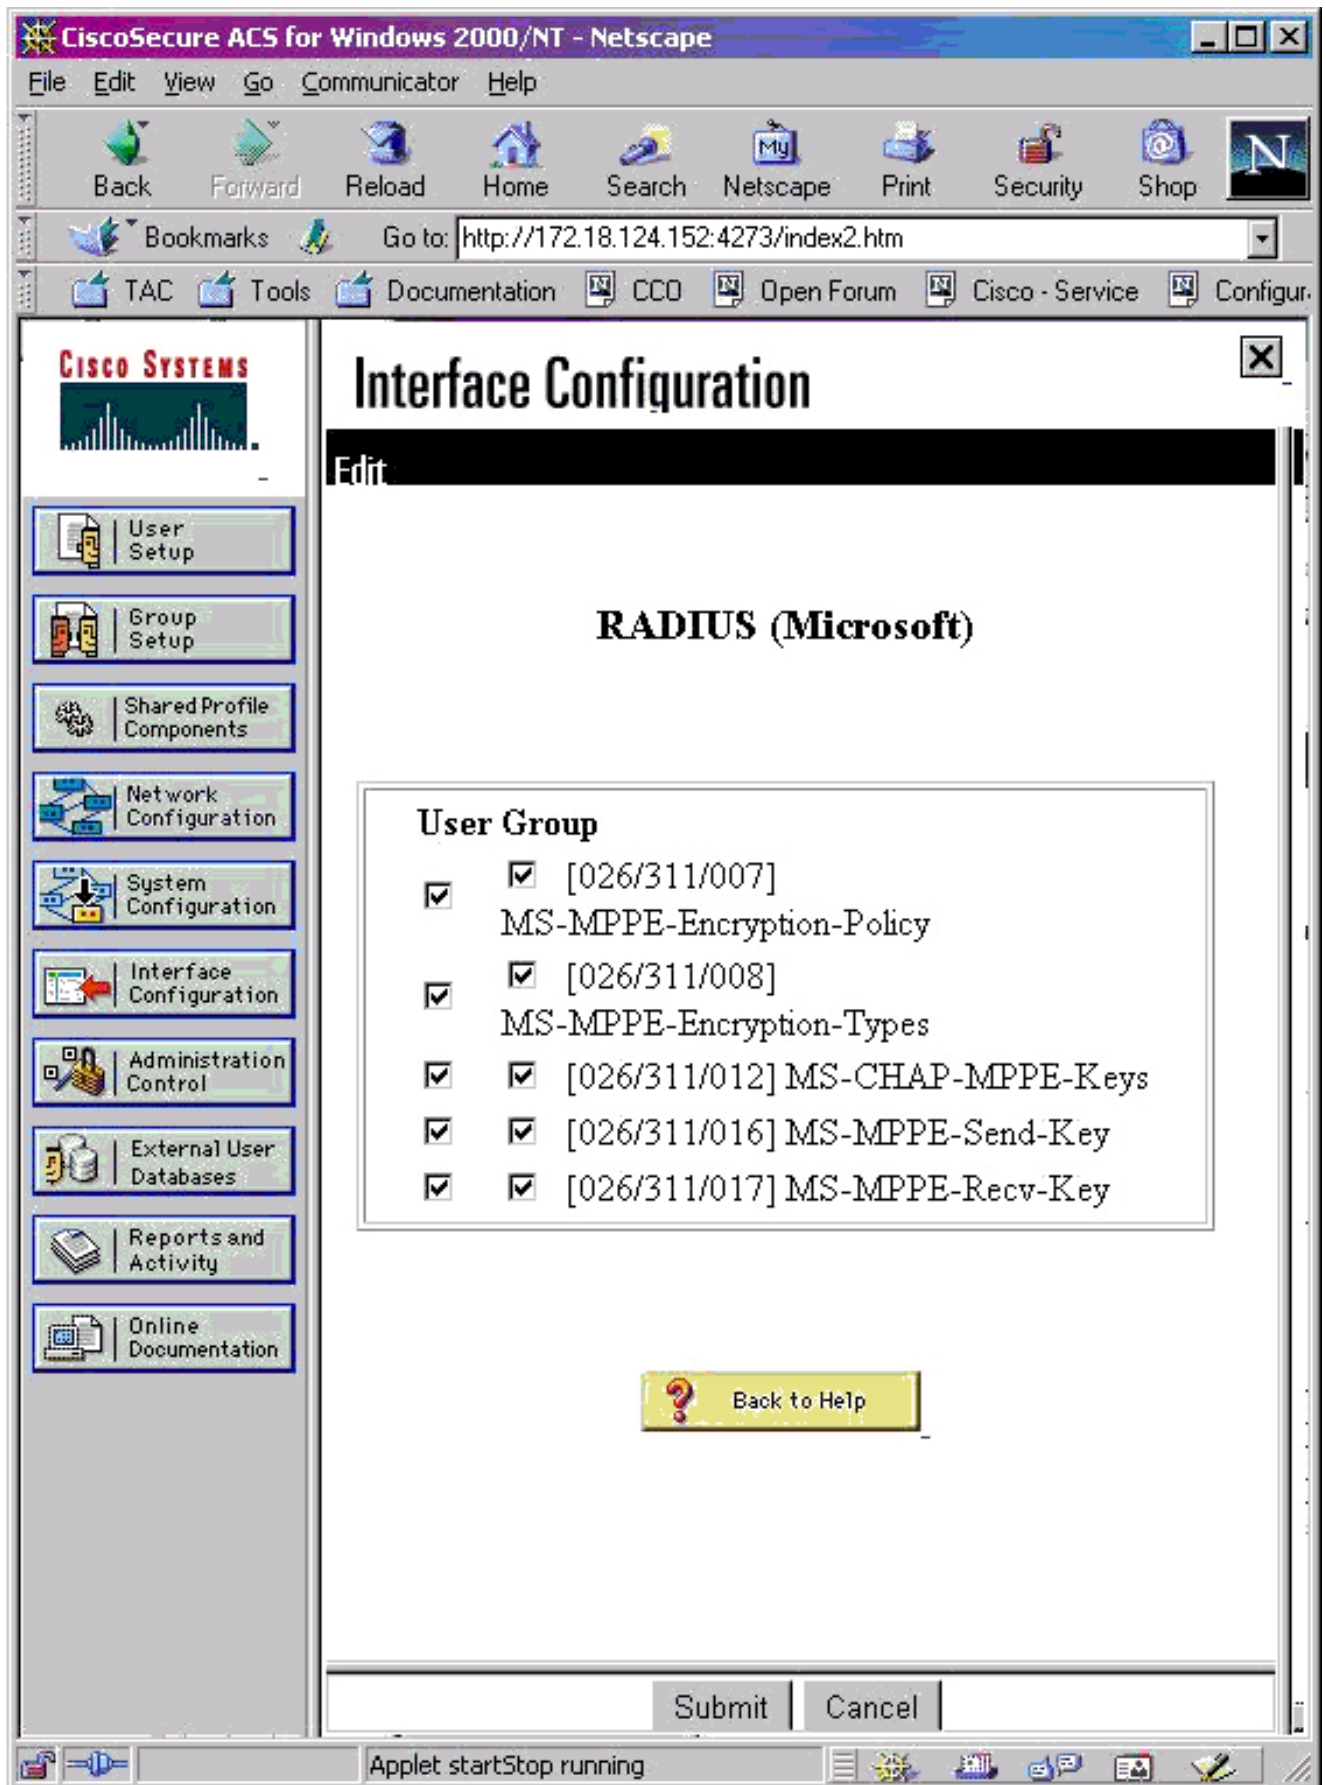 CiscoSecure ACS for Windows 2000/NT - Netscape
File Edit View Go Communicator Help
Back Forward Reload Home Search Netscape Print Security Shop
My
N
Bookmarks Go to: http://172.18.124.152:4273/index2.htm
TAC Tools Documentation CCO Open Forum Cisco - Service Configur
CISCO SYSTEMS
Interface Configuration
Edit
User
Setup
Group
Setup
Shared Profile
Components
Network
Configuration
System
Configuration
Interface
Configuration
Administration
Control
External User
Databases
Reports and
Activity
Online
Documentation
RADIUS (Microsoft)
User Group
[026/311/007]
MS-MPPE-Encryption-Policy
[026/311/008]
MS-MPPE-Encryption-Types
[026/311/012] MS-CHAP-MPPE-Keys
[026/311/016] MS-MPPE-Send-Key
[026/311/017] MS-MPPE-Recv-Key
? Back to Help
Submit Cancel
Applet startStop running